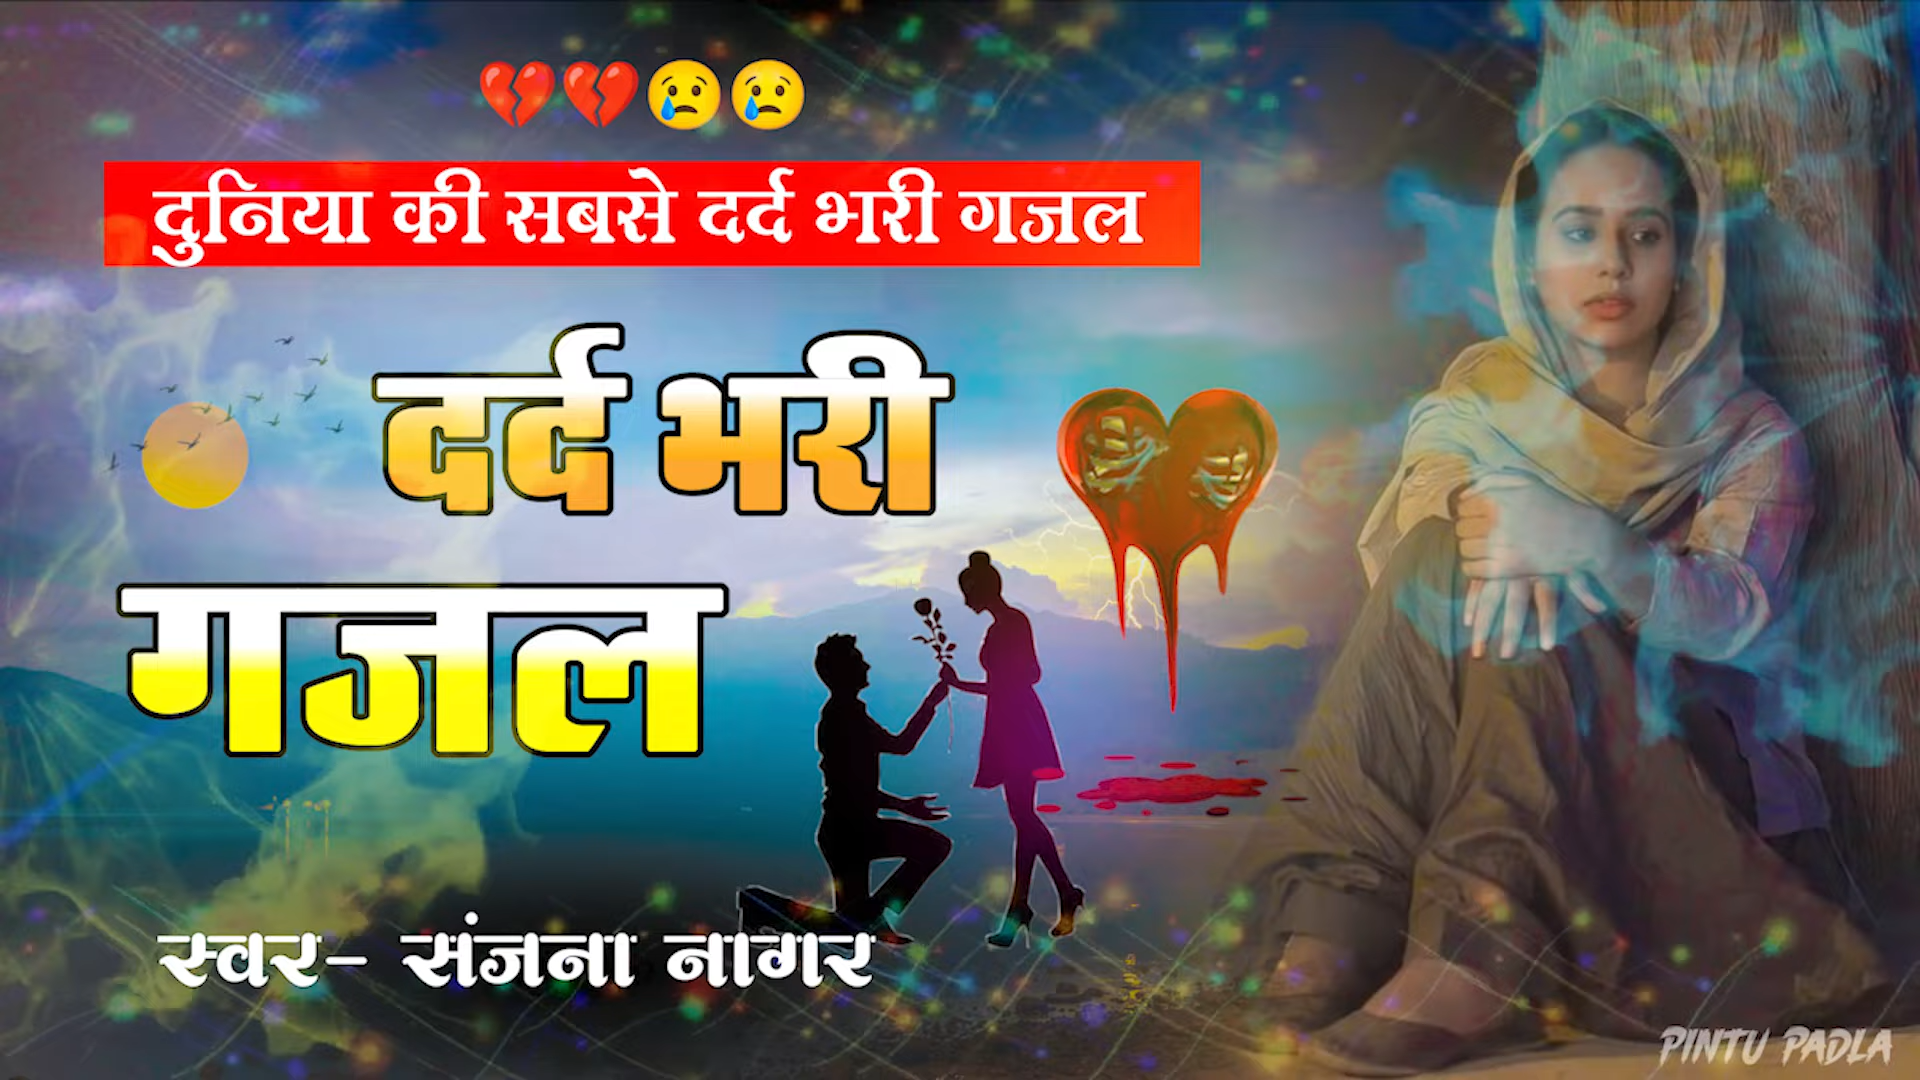 💔💔😢😢
दुनिया की सबसे दर्द भरी गजल
दर्द भरी
गजल
स्वर- संजना नागर
PINTU PADLA